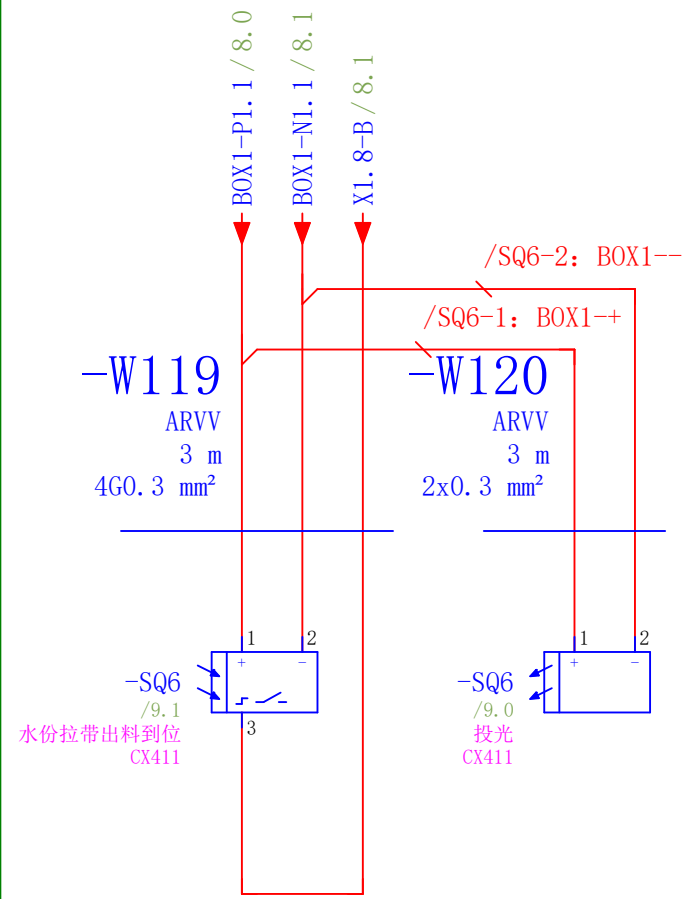 BOX1-P1.1/8.0
BOX1-N1.1/8.1
X1.8-B/8.1
/SQ6-2: BOX1--
/SQ6-1: BOX1-+
-W119
ARVV
3 m
4G0.3 mm²
-W120
ARVV
3 m
2x0.3 mm²
1
2
+
-
-SQ6
/9.1
水份拉带出料到位
CX411
3
1
2
+
-
-SQ6
/9.0
投光
CX411